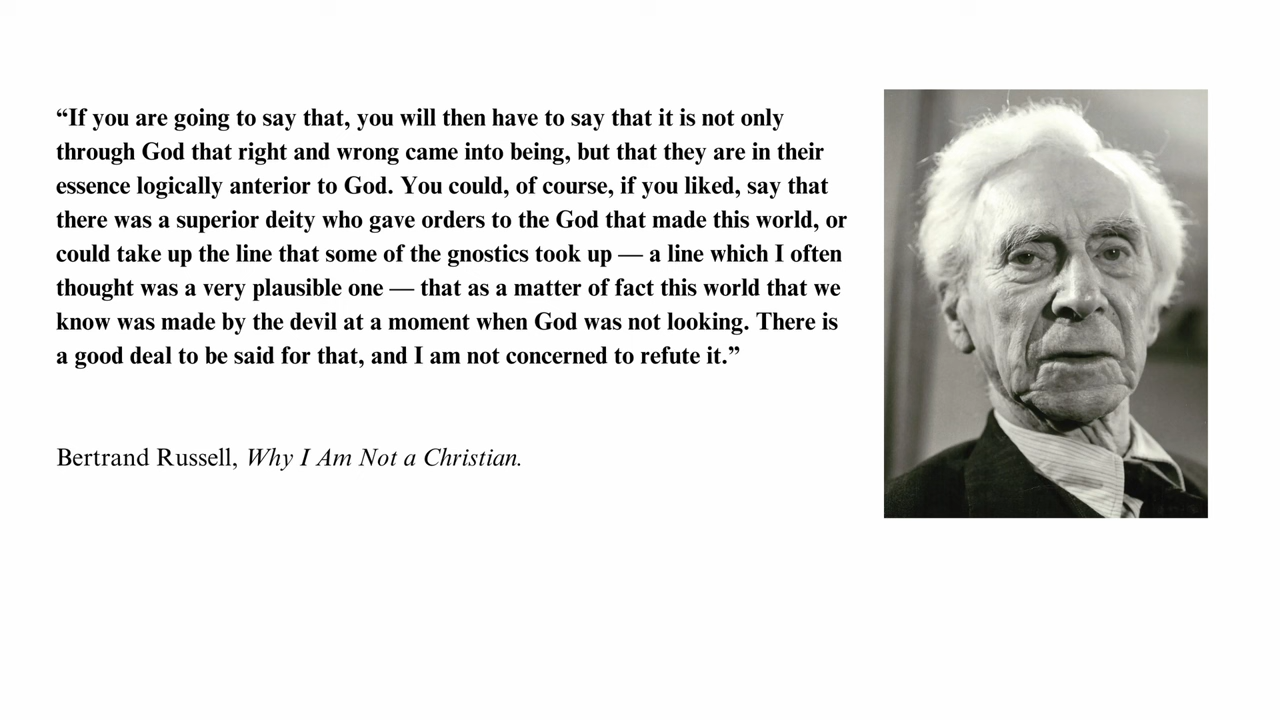 “If you are going to say that, you will then have to say that it is not only
through God that right and wrong came into being, but that they are in their
essence logically anterior to God. You could, of course, if you liked, say that
there was a superior deity who gave orders to the God that made this world, or
could take up the line that some of the gnostics took up — a line which I often
thought was a very plausible one — that as a matter of fact this world that we
know was made by the devil at a moment when God was not looking. There is
a good deal to be said for that, and I am not concerned to refute it.”
Bertrand Russell, Why I Am Not a Christian.